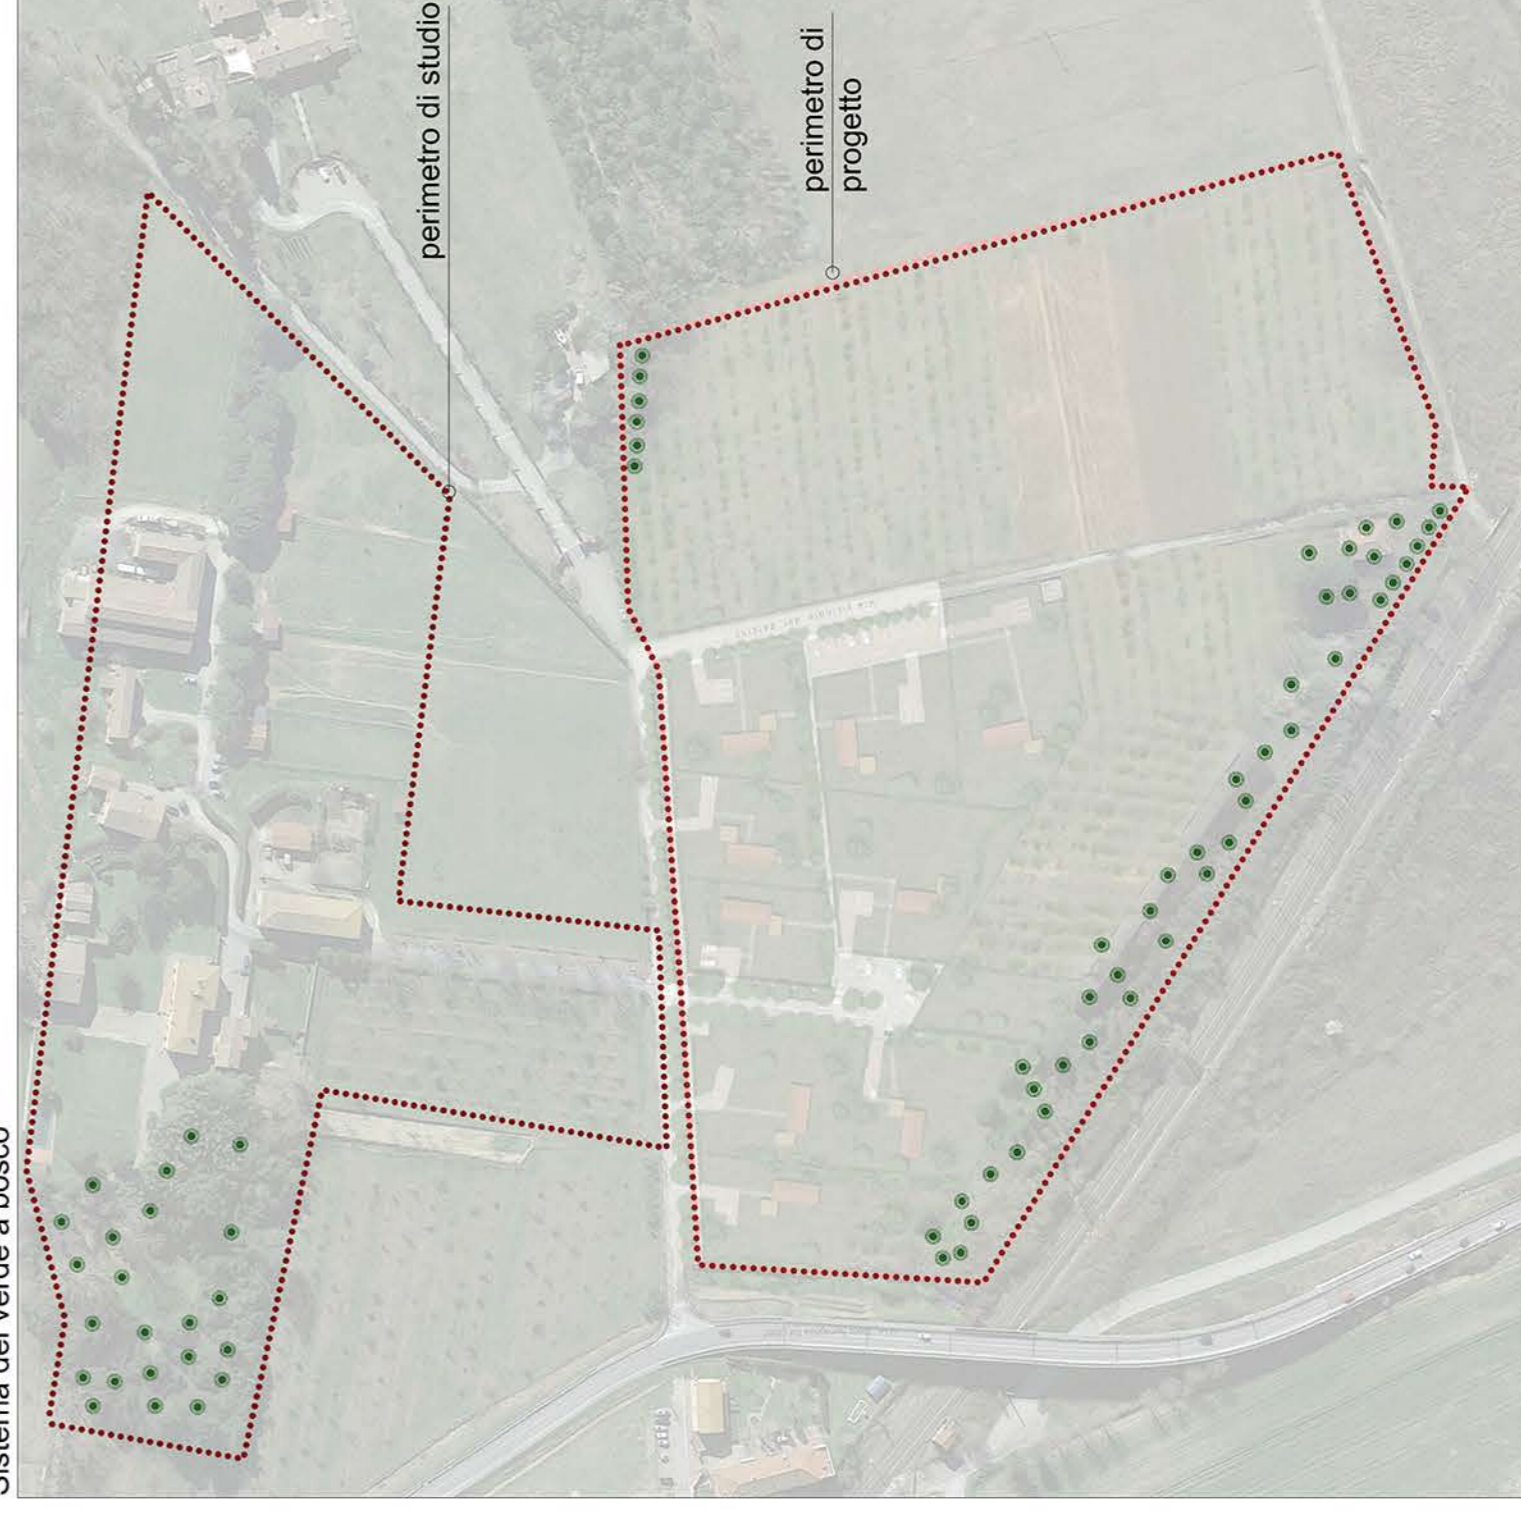 Sistema del verde a bosco
perimetro di studio
perimetro di
progetto